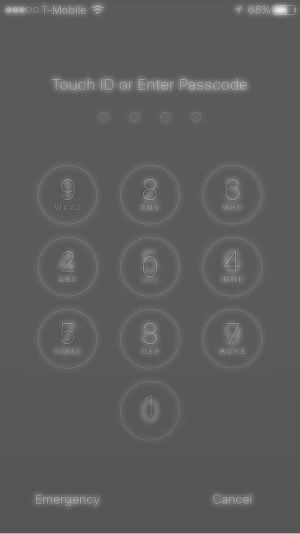 T-Mobile 68%
Touch ID or Enter Passcode
9 8 6
WXYZ TUV MNO
2 0 4
ABC GHI
5 3 7
JKL DEF PQRS
1
Emergency Cancel